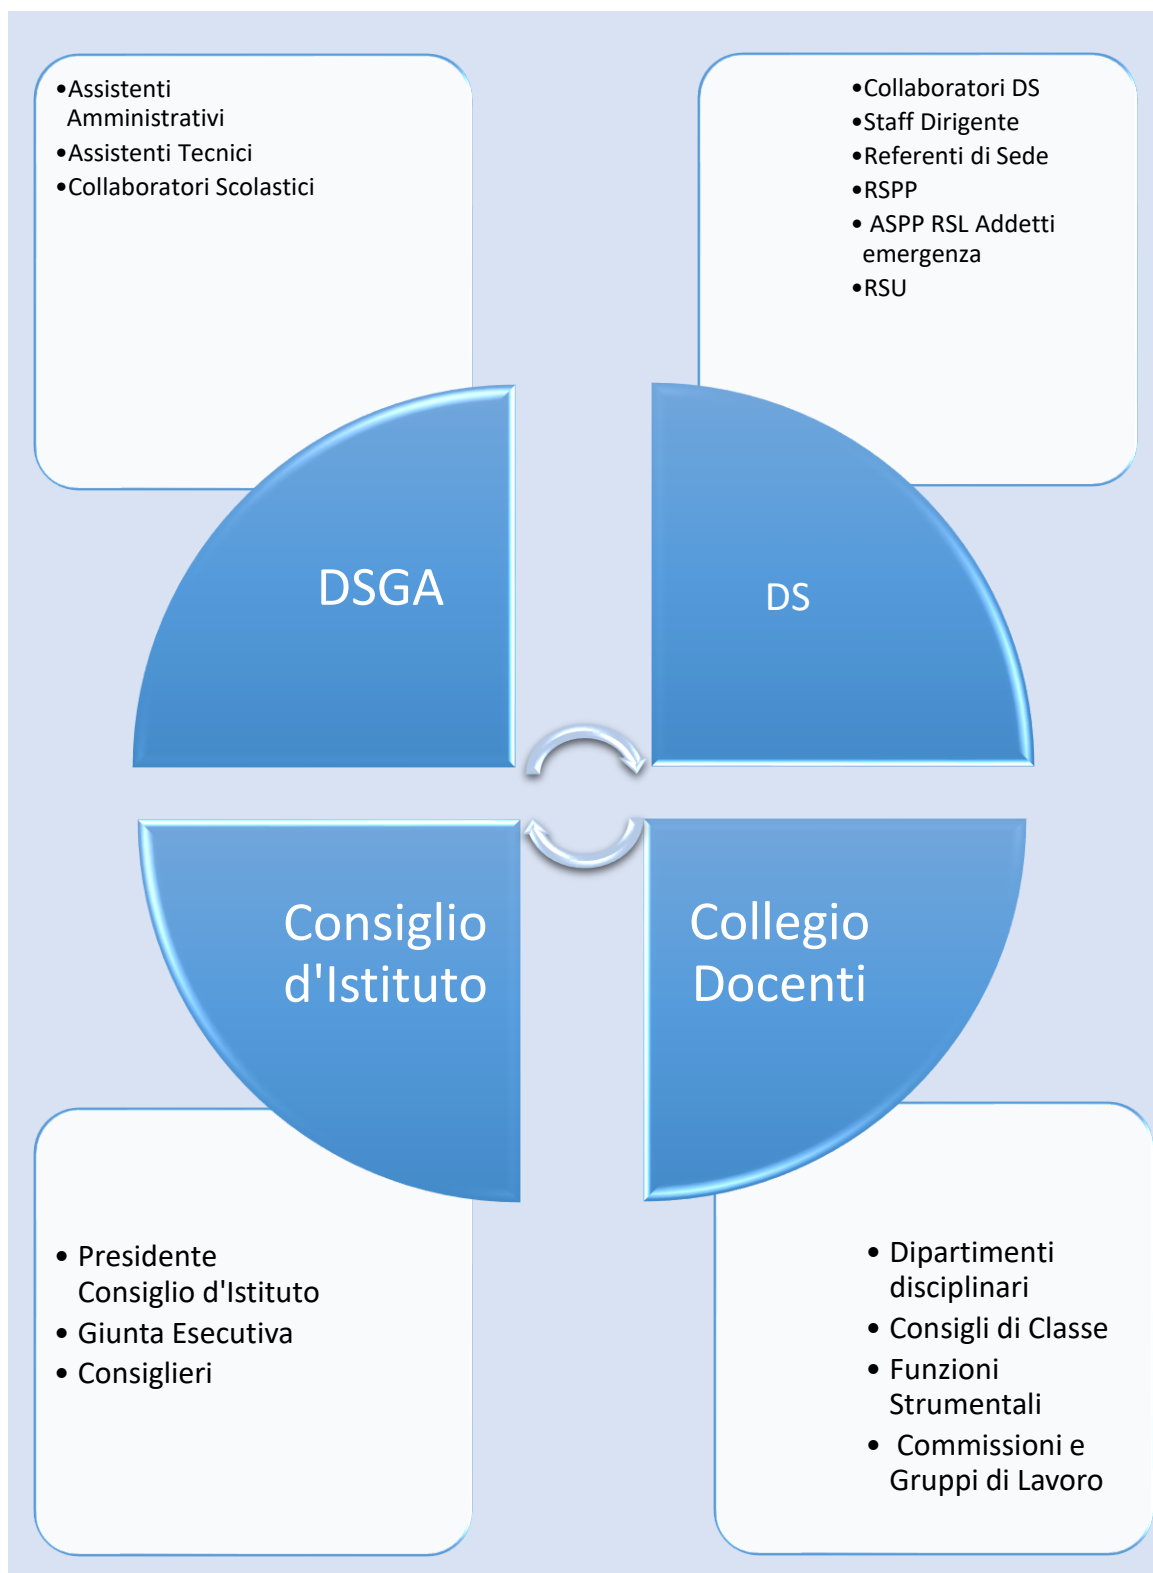 •Assistenti
Amministrativi
•Assistenti Tecnici
•Collaboratori Scolastici
•Collaboratori DS
•Staff Dirigente
•Referenti di Sede
•RSPP
• ASPP RSL Addetti
emergenza
•RSU
DSGA
DS
Consiglio
d'Istituto
Collegio
Docenti
• Presidente
Consiglio d'Istituto
• Giunta Esecutiva
• Consiglieri
• Dipartimenti
disciplinari
• Consigli di Classe
• Funzioni
Strumentali
• Commissioni e
Gruppi di Lavoro